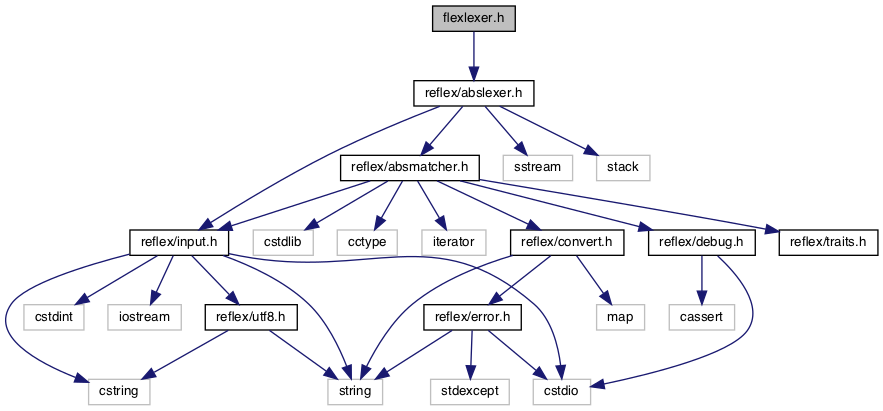 flexlexer.h
reflex/abslexer.h
reflex/absmatcher.h
sstream
stack
reflex/input.h
cstdlib
cctype
iterator
reflex/convert.h
reflex/debug.h
reflex/traits.h
cstdint
iostream
reflex/utf8.h
reflex/error.h
map
cassert
cstring
string
stdexcept
cstdio